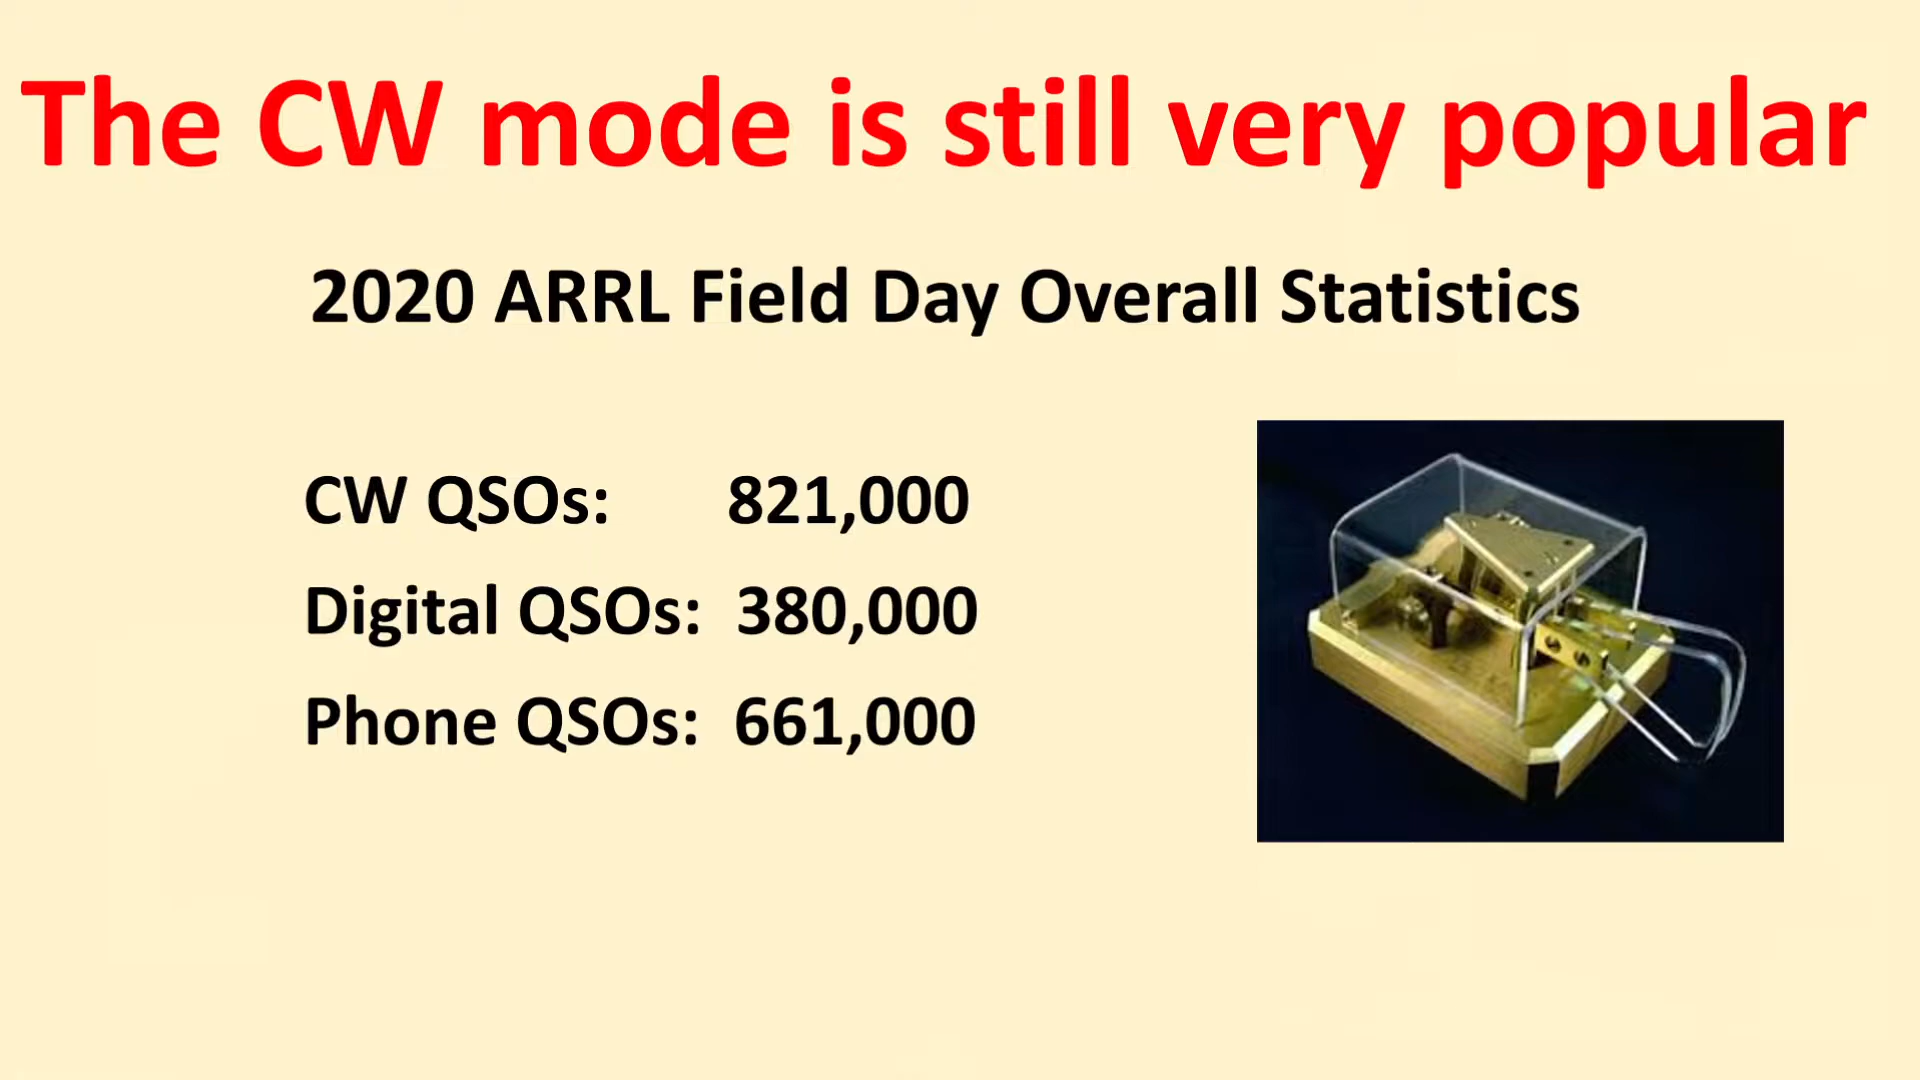 The CW mode is still very popular
2020 ARRL Field Day Overall Statistics
CW QSOs: 821,000
Digital QSOs: 380,000
Phone QSOs: 661,000